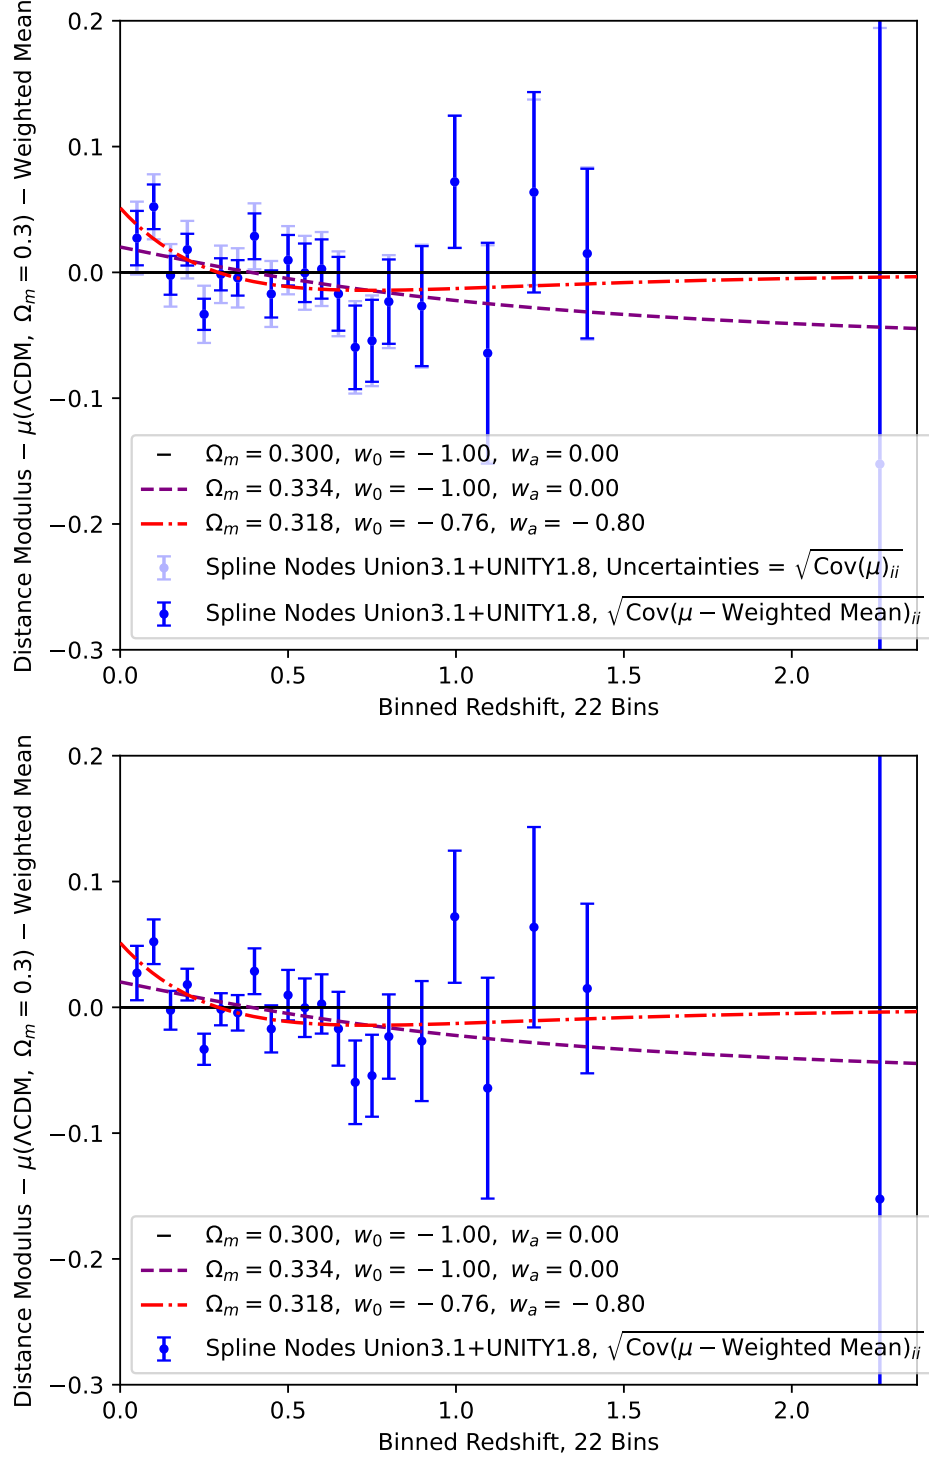 Distance Modulus − μ(ΛCDM, Ωm = 0.3) − Weighted Mean
0.2
0.1
0.0
−0.1
−0.2
−0.3
Ωm = 0.300, w0 = −1.00, wa = 0.00
Ωm = 0.334, w0 = −1.00, wa = 0.00
Ωm = 0.318, w0 = −0.76, wa = −0.80
Spline Nodes Union3.1+UNITY1.8, Uncertainties = √Cov(μ)ii
Spline Nodes Union3.1+UNITY1.8, √Cov(μ − Weighted Mean)ii
0.0 0.5 1.0 1.5 2.0
Binned Redshift, 22 Bins
Distance Modulus − μ(ΛCDM, Ωm = 0.3) − Weighted Mean
0.2
0.1
0.0
−0.1
−0.2
−0.3
Ωm = 0.300, w0 = −1.00, wa = 0.00
Ωm = 0.334, w0 = −1.00, wa = 0.00
Ωm = 0.318, w0 = −0.76, wa = −0.80
Spline Nodes Union3.1+UNITY1.8, √Cov(μ − Weighted Mean)ii
0.0 0.5 1.0 1.5 2.0
Binned Redshift, 22 Bins